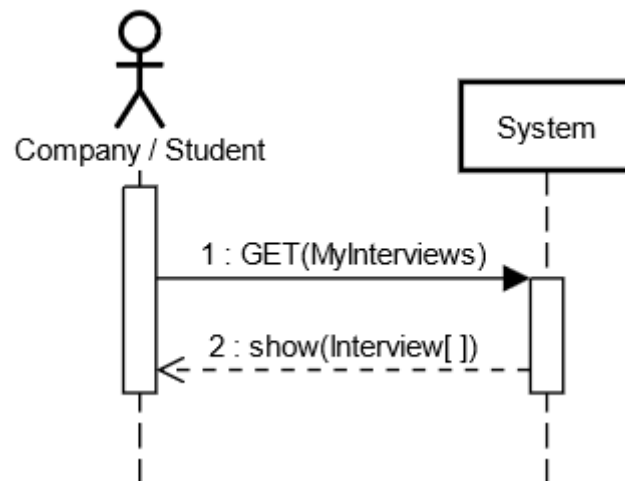 Company / Student
System
1 : GET(MyInterviews)
2 : show(Interview[ ])